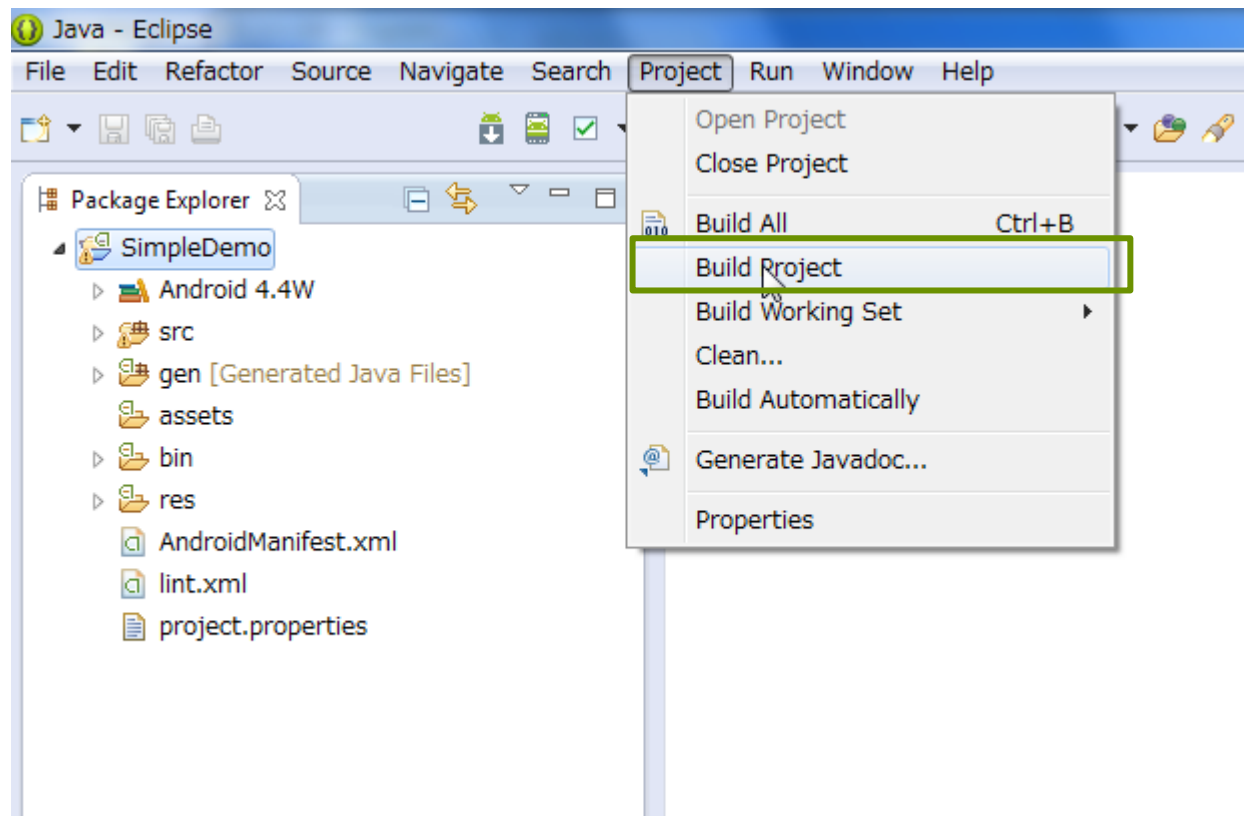 Java - Eclipse
File Edit Refactor Source Navigate Search Project Run Window Help
Package Explorer
SimpleDemo
Android 4.4W
src
gen [Generated Java Files]
assets
bin
res
AndroidManifest.xml
lint.xml
project.properties
Open Project
Close Project
010
Build All Ctrl+B
Build Project
Build Working Set
Clean...
Build Automatically
@ Generate Javadoc...
Properties